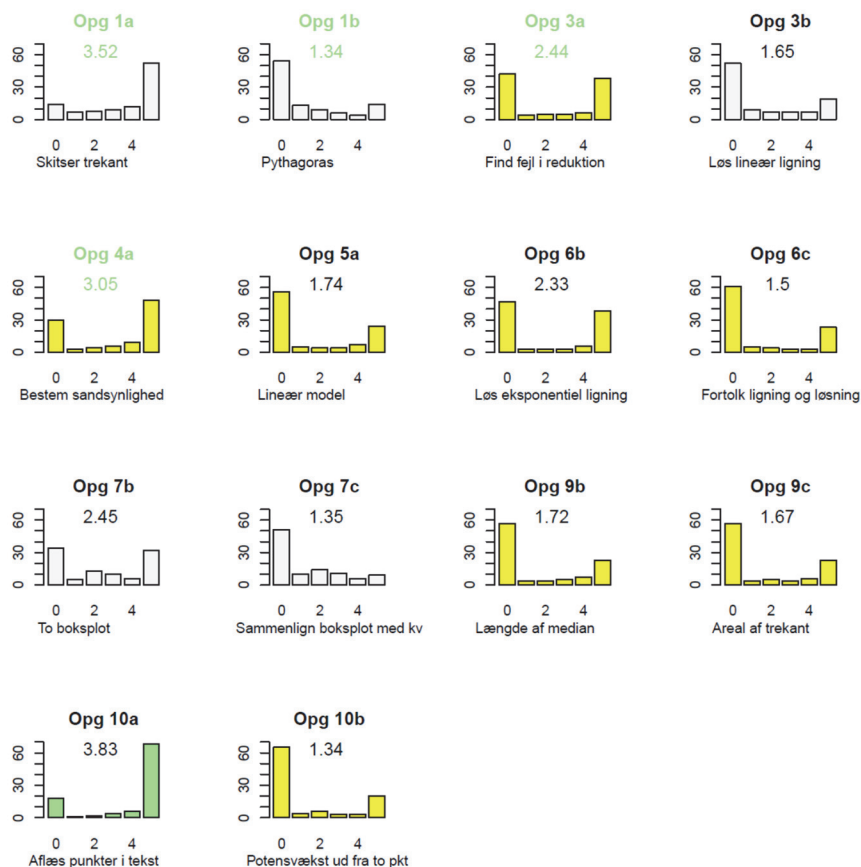 Opg 1a Opg 1b Opg 3a Opg 3b
3.52 1.34 2.44 1.65
0 30 60 0 30 60 0 30 60 0 30 60
0 2 4 0 2 4 0 2 4 0 2 4
Skitser trekant Pythagoras Find fejl i reduktion Løs lineær ligning
Opg 4a Opg 5a Opg 6b Opg 6c
3.05 1.74 2.33 1.5
0 30 60 0 30 60 0 30 60 0 30 60
0 2 4 0 2 4 0 2 4 0 2 4
Bestem sandsynlighed Lineær model Løs eksponentiel ligning Fortolk ligning og løsning
Opg 7b Opg 7c Opg 9b Opg 9c
2.45 1.35 1.72 1.67
0 30 60 0 30 60 0 30 60 0 30 60
0 2 4 0 2 4 0 2 4 0 2 4
To boksplot Sammenlign boksplot med kv Længde af median Areal af trekant
Opg 10a Opg 10b
3.83 1.34
0 30 60 0 30 60
0 2 4 0 2 4
Aflæs punkter i tekst Potensvækst ud fra to pkt